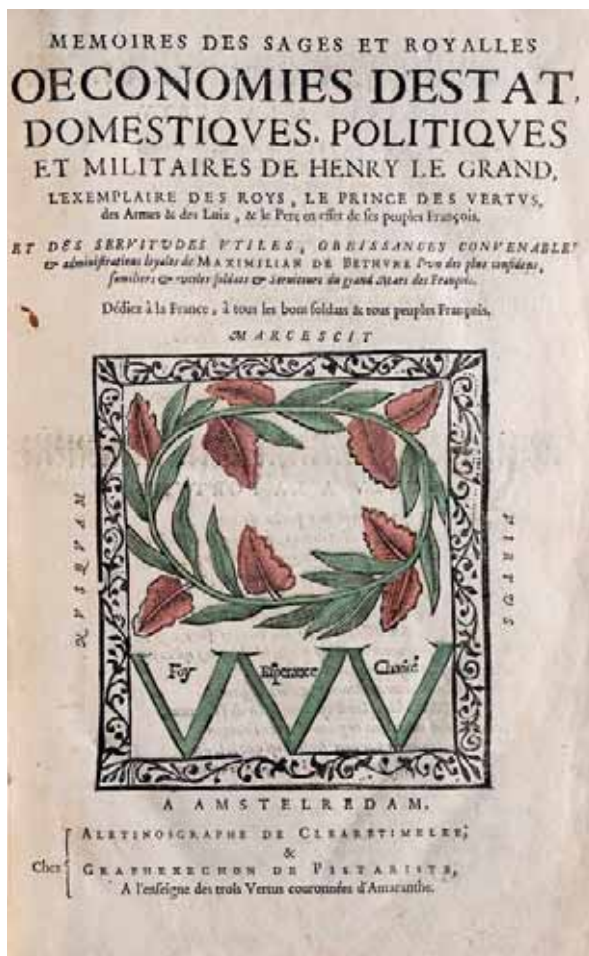 MEMOIRES DES SAGES ET ROYALLES
OECONOMIES DESTAT,
DOMESTIQVES, POLITIQVES
ET MILITAIRES DE HENRY LE GRAND,
L'EXEMPLAIRE DES ROYS, LE PRINCE DES VERTVS,
des Armes & des Loix, & le Pere en effet de ses peuples François.
ET DES SERVITVDES VTILES, OBEISSANCES CONVENABLES
& administrations loyales de MAXIMILIAN DE BETHVNE l'vn des plus confidens,
familiers & vtiles soldats & seruiteurs du grand Mars des François.
Dédiez à la France, à tous les bons soldats & tous peuples François.
MARCESCIT
NVSQVAM
VIRTVS
Foy Esperance Charité
A AMSTELREDAM,
Chez
ALETINOSGRAPHE DE CLEARETIMELEE,
&
GRAPHEXECHON DE PISTARISTE,
A l'enseigne des trois Vertus couronnées d'Amaranthe.